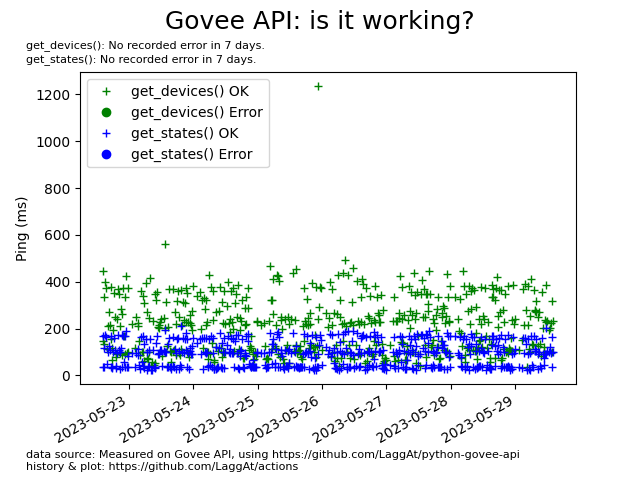 Govee API: is it working?
get_devices(): No recorded error in 7 days.
get_states(): No recorded error in 7 days.
get_devices() OK
get_devices() Error
get_states() OK
get_states() Error
1200
1000
800
600
400
200
0
Ping (ms)
2023-05-23
2023-05-24
2023-05-25
2023-05-26
2023-05-27
2023-05-28
2023-05-29
data source: Measured on Govee API, using https://github.com/LaggAt/python-govee-api
history & plot: https://github.com/LaggAt/actions